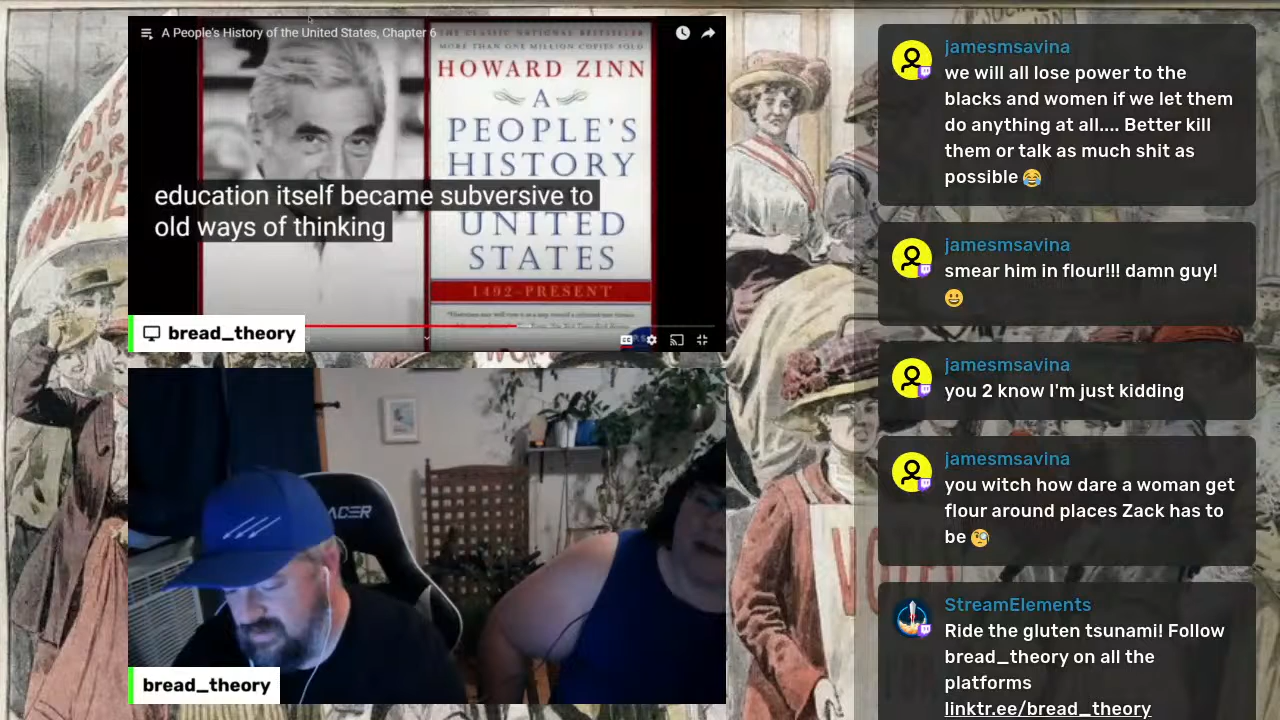 A People's History of the United States, Chapter 6
THE CLASSIC NATIONAL BESTSELLER
MORE THAN ONE MILLION COPIES SOLD
HOWARD ZINN
A
PEOPLE'S
HISTORY
UNITED
STATES
1492–PRESENT
education itself became subversive to
old ways of thinking
bread_theory
VOTES
FOR
WOMEN
ACER
bread_theory
jamesmsavina
we will all lose power to the
blacks and women if we let them
do anything at all.... Better kill
them or talk as much shit as
possible 😂
jamesmsavina
smear him in flour!!! damn guy!
😀
jamesmsavina
you 2 know I'm just kidding
jamesmsavina
you witch how dare a woman get
flour around places Zack has to
be 🧐
StreamElements
Ride the gluten tsunami! Follow
bread_theory on all the
platforms
linktr.ee/bread_theory